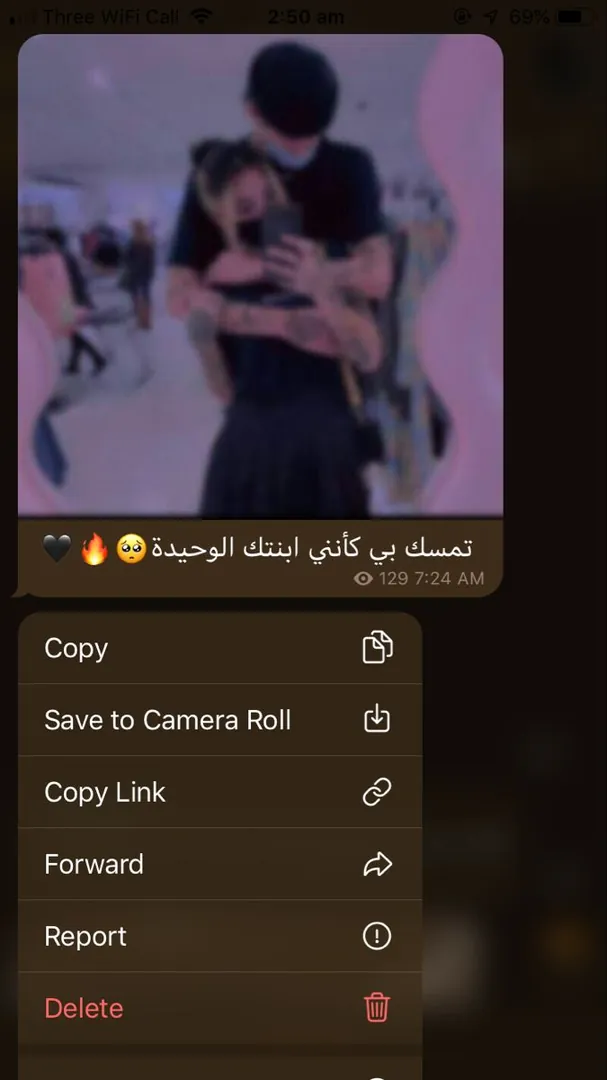 Three WiFi Call 2:50 am 69%
تمسك بي كأنني ابنتك الوحيدة🥺🔥🖤
129 7:24 AM
Copy
Save to Camera Roll
Copy Link
Forward
Report
Delete